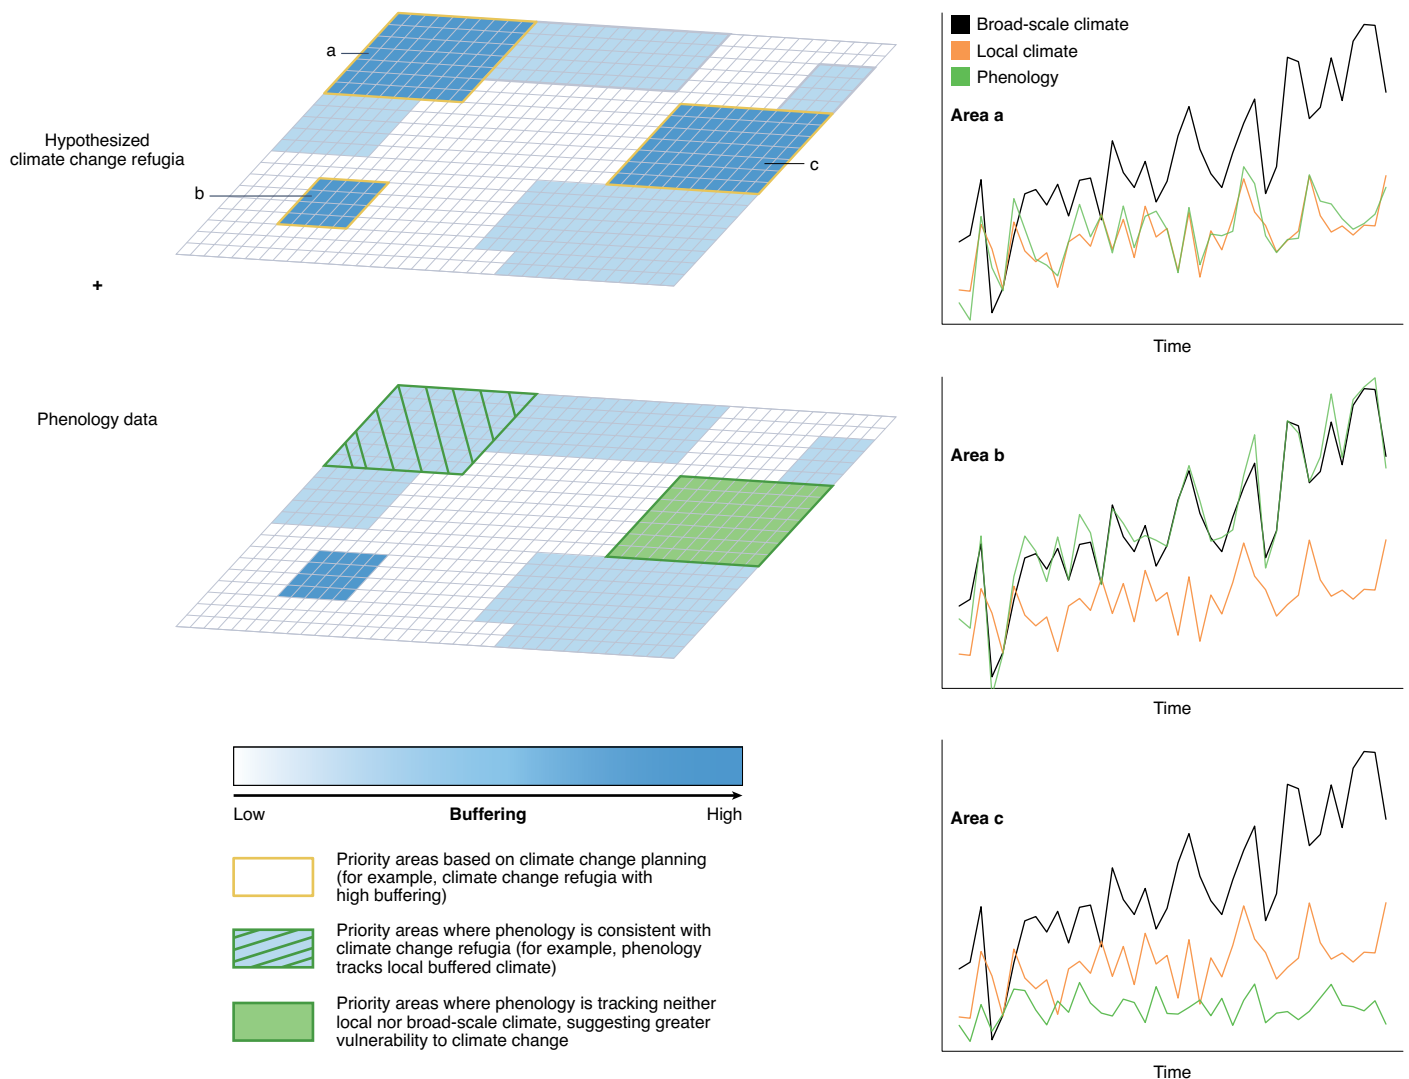 a
b
c
Hypothesized
climate change refugia
+
Phenology data
Low
Buffering
High
Priority areas based on climate change planning
(for example, climate change refugia with
high buffering)
Priority areas where phenology is consistent with
climate change refugia (for example, phenology
tracks local buffered climate)
Priority areas where phenology is tracking neither
local nor broad-scale climate, suggesting greater
vulnerability to climate change
Broad-scale climate
Local climate
Phenology
Area a
Time
Area b
Time
Area c
Time